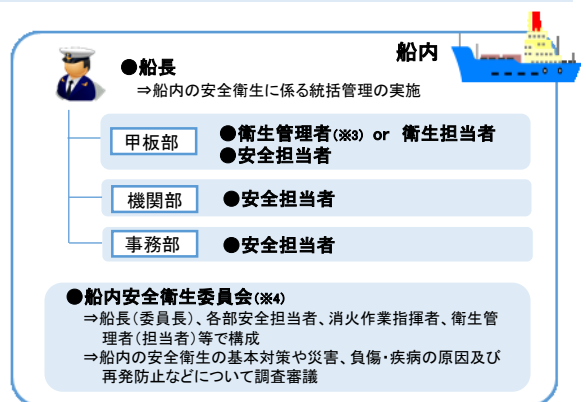 船内
●船長
⇒船内の安全衛生に係る統括管理の実施
甲板部
●衛生管理者(※3) or 衛生担当者
●安全担当者
機関部
●安全担当者
事務部
●安全担当者
●船内安全衛生委員会(※4)
⇒船長(委員長)、各部安全担当者、消火作業指揮者、衛生管
理者(担当者)等で構成
⇒船内の安全衛生の基本対策や災害、負傷・疾病の原因及び
再発防止などについて調査審議